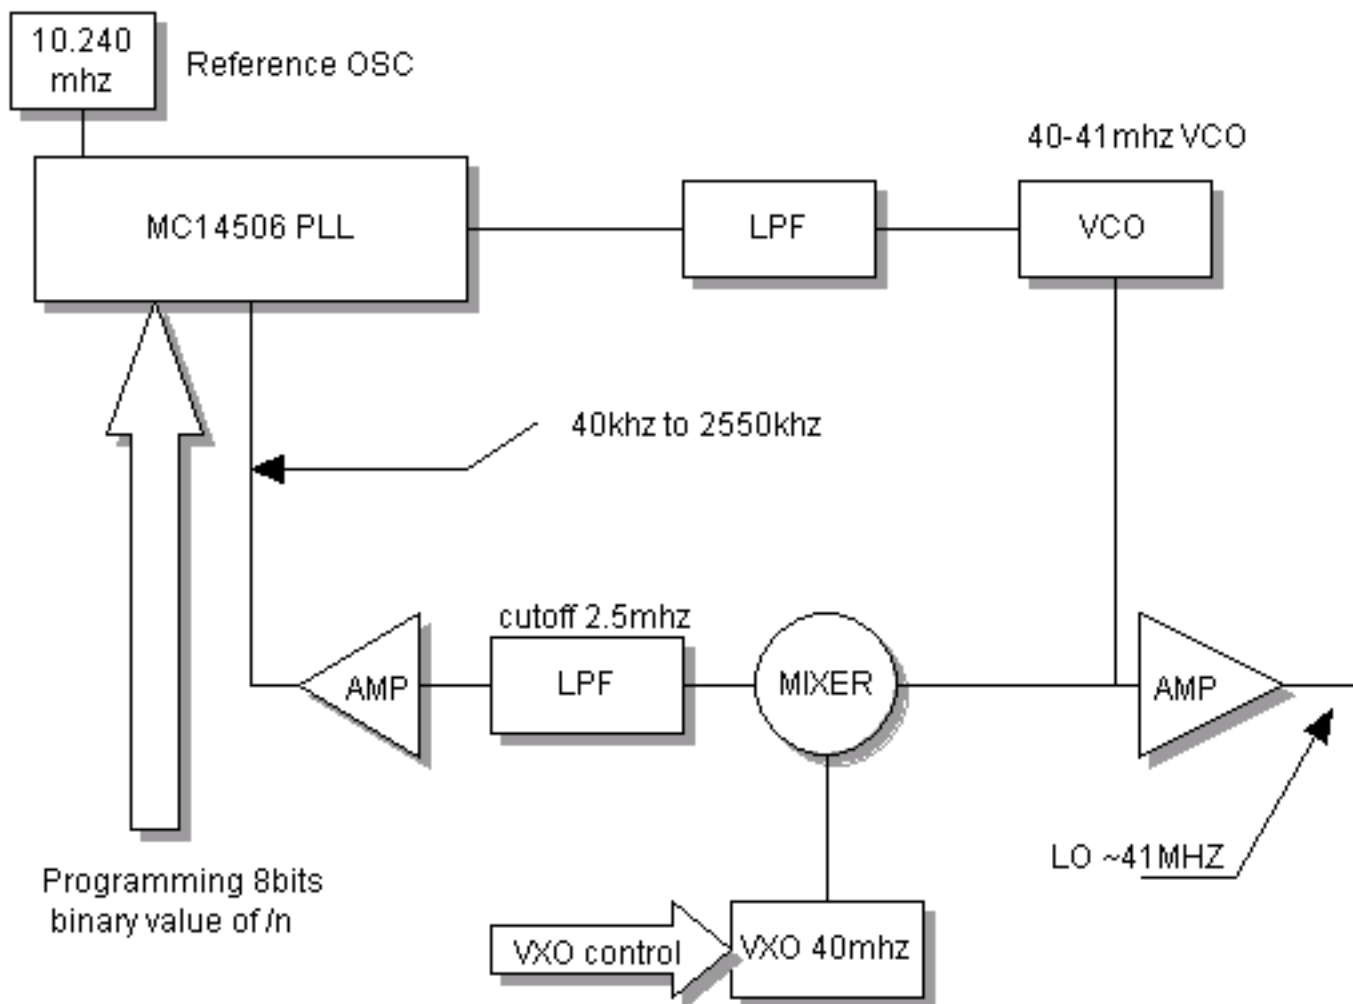 10.240
mhz
Reference OSC
40-41mhz VCO
MC14506 PLL
LPF
VCO
40khz to 2550khz
cutoff 2.5mhz
AMP
LPF
MIXER
AMP
LO ~41MHZ
Programming 8bits
binary value of /n
VXO control
VXO 40mhz